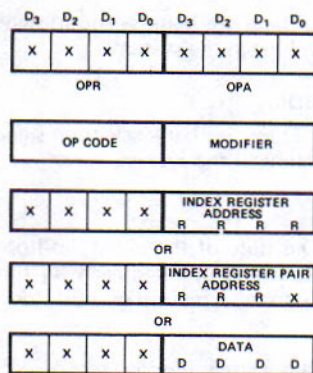 D3 D2 D1 D0 D3 D2 D1 D0
X X X X X X X X
OPR OPA
OP CODE MODIFIER
INDEX REGISTER
ADDRESS
X X X X R R R R
OR
INDEX REGISTER PAIR
ADDRESS
X X X X R R R X
OR
DATA
X X X X D D D D